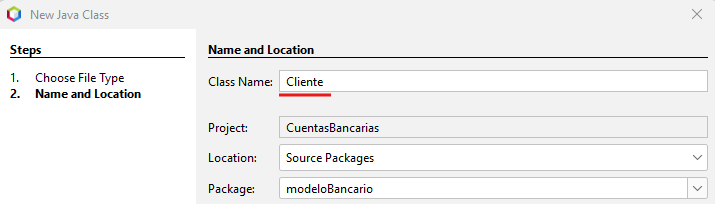 New Java Class
Steps
1. Choose File Type
2. Name and Location
Name and Location
Class Name: Cliente
Project: CuentasBancarias
Location: Source Packages
Package: modeloBancario